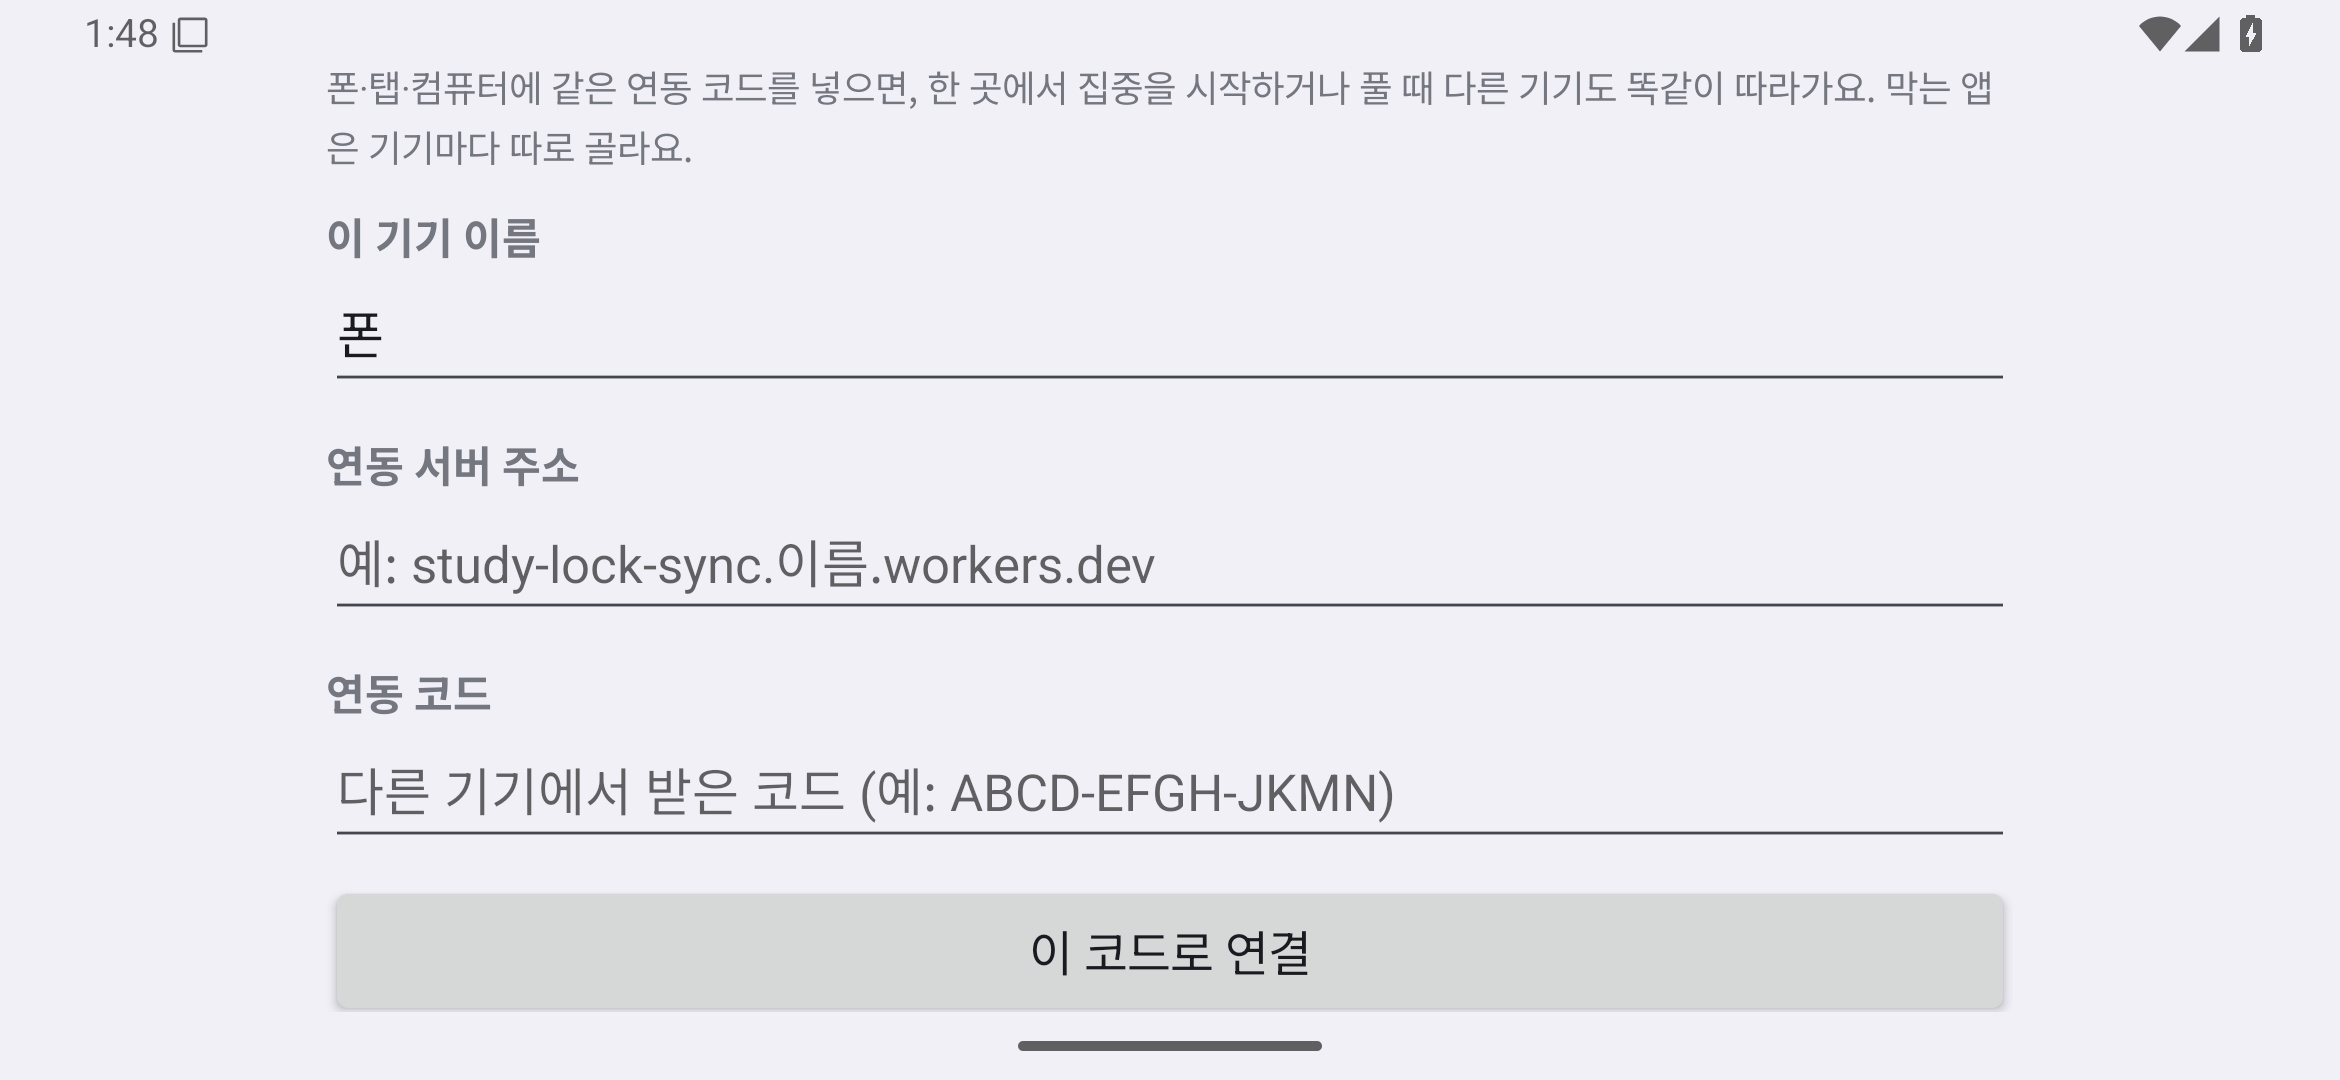 1:48
폰·탭·컴퓨터에 같은 연동 코드를 넣으면, 한 곳에서 집중을 시작하거나 풀 때 다른 기기도 똑같이 따라가요. 막는 앱
은 기기마다 따로 골라요.
이 기기 이름
폰
연동 서버 주소
예: study-lock-sync.이름.workers.dev
연동 코드
다른 기기에서 받은 코드 (예: ABCD-EFGH-JKMN)
이 코드로 연결